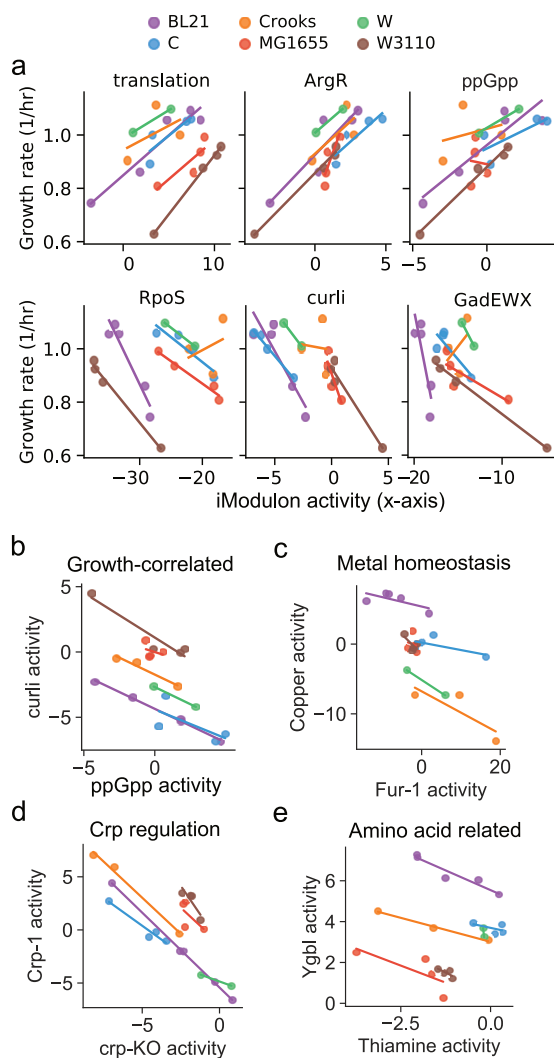 BL21 Crooks W
C MG1655 W3110
a
translation ArgR ppGpp
Growth rate (1/hr)
1.0
0.8
0.6
0 10 0 5 −5 0 5
RpoS curli GadEWX
Growth rate (1/hr)
1.2
1.0
0.8
0.6
−30 −20 −5 0 5 −20 −10
iModulon activity (x-axis)
b
Growth-correlated
curli activity
5
0
−5
−5 0
ppGpp activity
c
Metal homeostasis
Copper activity
0
−10
0 20
Fur-1 activity
d
Crp regulation
Crp-1 activity
5
0
−5
−5 0
crp-KO activity
e
Amino acid related
YgbI activity
6
4
2
0
−2.5 0.0
Thiamine activity